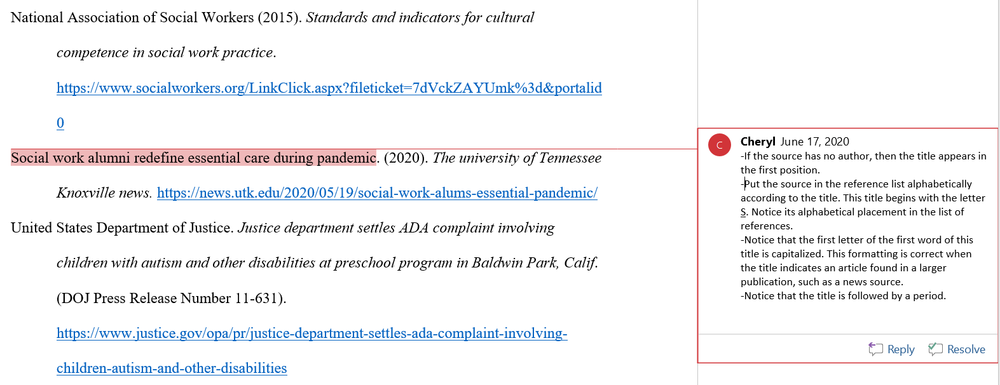 National Association of Social Workers (2015). Standards and indicators for cultural
competence in social work practice.
https://www.socialworkers.org/LinkClick.aspx?fileticket=7dVckZAYUmk%3d&portalid
0
Social work alumni redefine essential care during pandemic. (2020). The university of Tennessee
Knoxville news. https://news.utk.edu/2020/05/19/social-work-alums-essential-pandemic/
United States Department of Justice. Justice department settles ADA complaint involving
children with autism and other disabilities at preschool program in Baldwin Park, Calif.
(DOJ Press Release Number 11-631).
https://www.justice.gov/opa/pr/justice-department-settles-ada-complaint-involving-
children-autism-and-other-disabilities
C
Cheryl June 17, 2020
-If the source has no author, then the title appears in
the first position.
-Put the source in the reference list alphabetically
according to the title. This title begins with the letter
S. Notice its alphabetical placement in the list of
references.
-Notice that the first letter of the first word of this
title is capitalized. This formatting is correct when
the title indicates an article found in a larger
publication, such as a news source.
-Notice that the title is followed by a period.
Reply Resolve